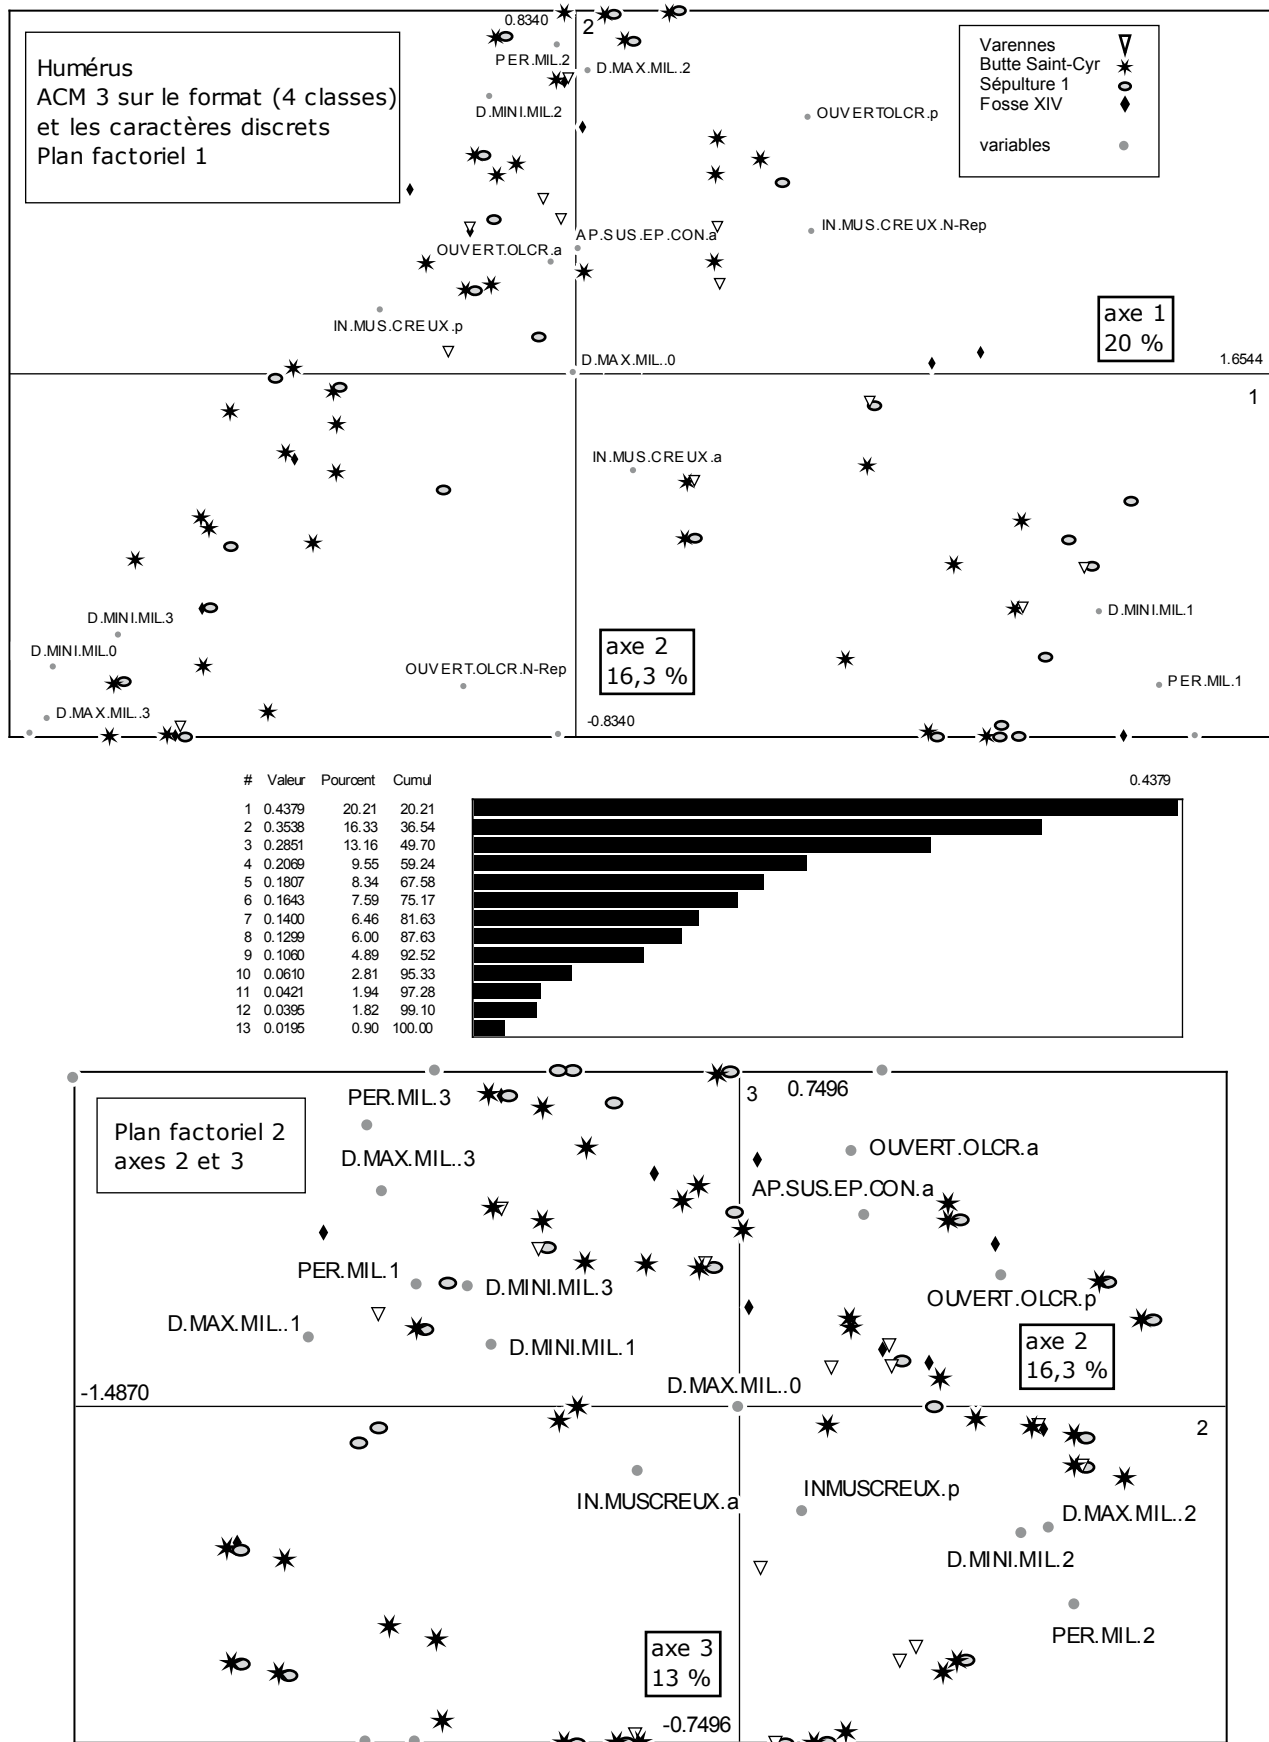 0.8340
2
Humérus
ACM 3 sur le format (4 classes)
et les caractères discrets
Plan factoriel 1
Varennes
Butte Saint-Cyr
Sépulture 1
Fosse XIV
variables
PER.MIL.2
D.MAX.MIL..2
D.MINI.MIL.2
OUVERTOLCR.p
IN.MUS.CREUX.N-Rep
AP.SUS.EP.CON.a
OUVERT.OLCR.a
IN.MUS.CREUX.p
axe 1
20 %
D.MAX.MIL..0
1.6544
1
IN.MUS.CREUX.a
D.MINI.MIL.3
D.MINI.MIL.1
D.MINI.MIL.0
axe 2
16,3 %
OUVERT.OLCR.N-Rep
PER.MIL.1
D.MAX.MIL..3
-0.8340
# Valeur Pourcent Cumul
0.4379
1 0.4379 20.21 20.21
2 0.3538 16.33 36.54
3 0.2851 13.16 49.70
4 0.2069 9.55 59.24
5 0.1807 8.34 67.58
6 0.1643 7.59 75.17
7 0.1400 6.46 81.63
8 0.1299 6.00 87.63
9 0.1060 4.89 92.52
10 0.0610 2.81 95.33
11 0.0421 1.94 97.28
12 0.0395 1.82 99.10
13 0.0195 0.90 100.00
3
0.7496
Plan factoriel 2
axes 2 et 3
PER.MIL.3
D.MAX.MIL..3
OUVERT.OLCR.a
AP.SUS.EP.CON.a
PER.MIL.1
D.MINI.MIL.3
OUVERT.OLCR.p
D.MAX.MIL..1
D.MINI.MIL.1
axe 2
16,3 %
-1.4870
D.MAX.MIL..0
2
IN.MUSCREUX.a
INMUSCREUX.p
D.MAX.MIL..2
D.MINI.MIL.2
PER.MIL.2
axe 3
13 %
-0.7496